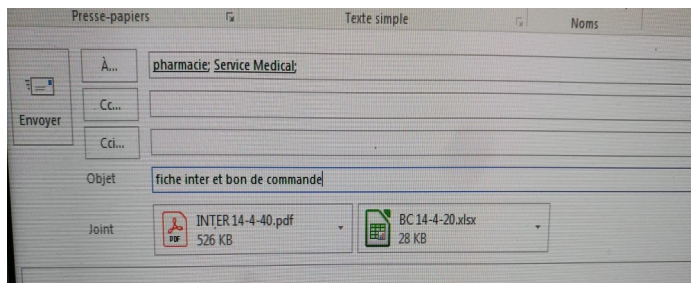 Presse-papiers Texte simple Noms
À... pharmacie; Service Medical;
Cc...
Envoyer
Cci...
Objet fiche inter et bon de commande
Joint INTER 14-4-40.pdf BC 14-4-20.xlsx
PDF 526 KB 28 KB